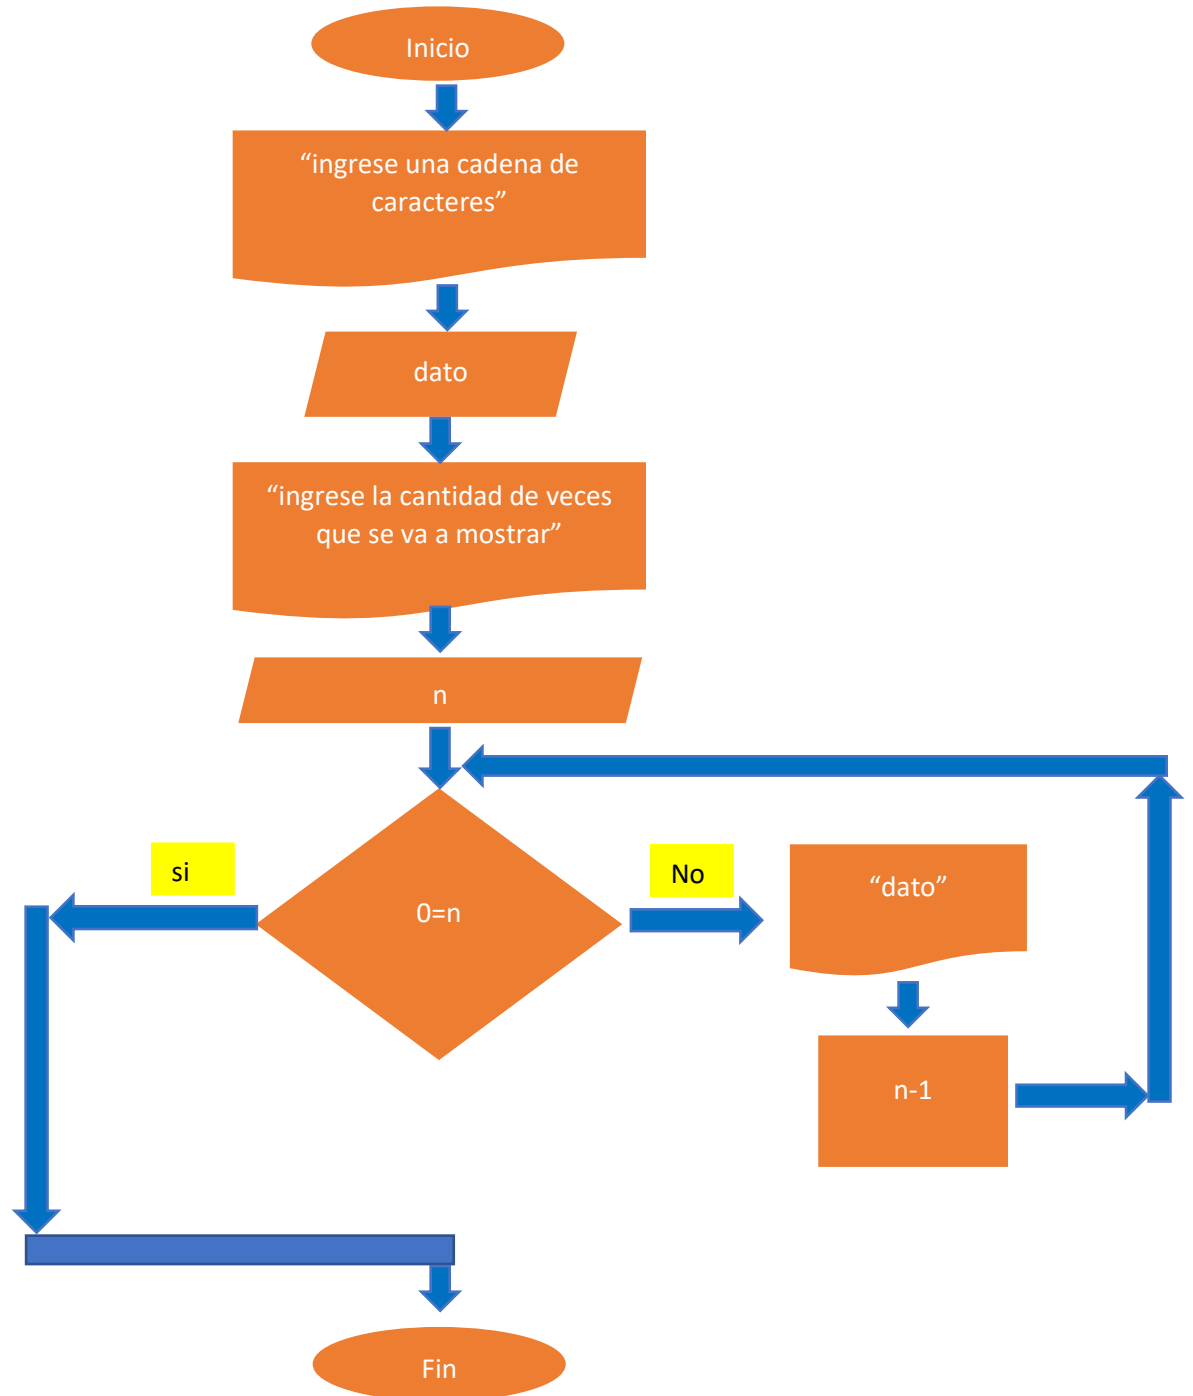 Inicio
“ingrese una cadena de
caracteres”
dato
“ingrese la cantidad de veces
que se va a mostrar”
n
si
No
0=n
“dato”
n-1
Fin